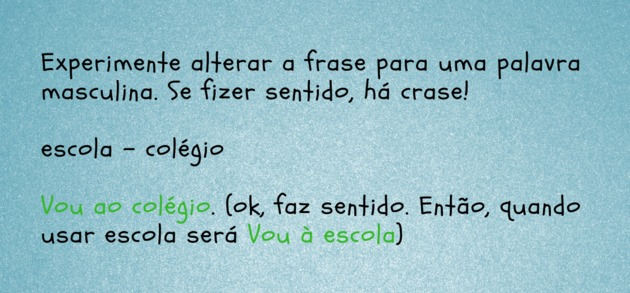 Experimente alterar a frase para uma palavra
masculina. Se fizer sentido, há crase!
escola - colégio
Vou ao colégio. (ok, faz sentido. Então, quando
usar escola será Vou à escola)